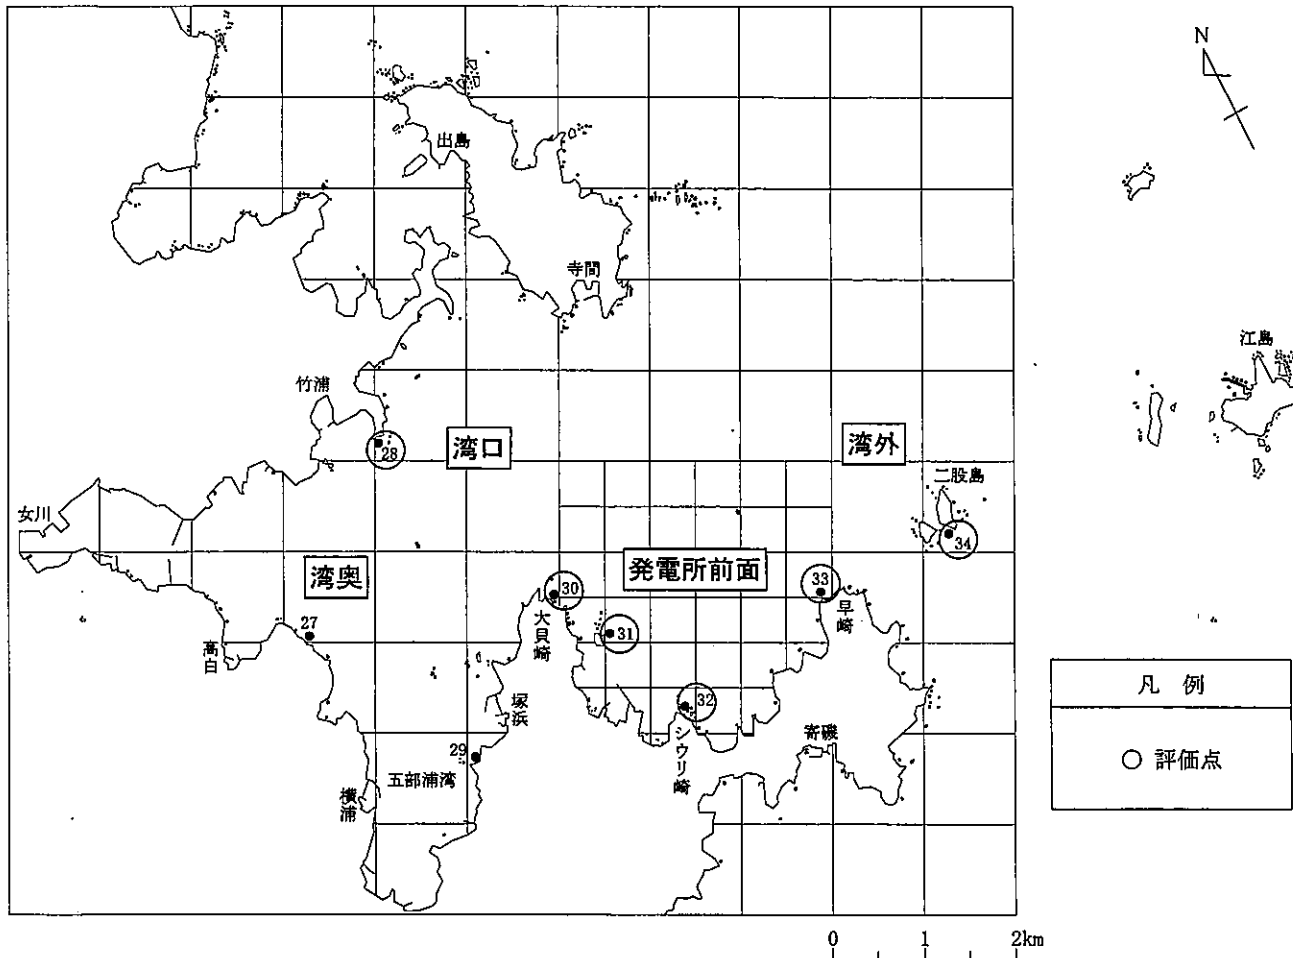 N
出島
寺間
江島
竹浦
28
湾口
湾外
二股島
34
女川
湾奥
発電所前面
30
33
大貝崎
早崎
27
31
高白
塚浜
32
シウリ崎
寄磯
29
五部浦湾
横浦
凡 例
○ 評価点
0 1 2km